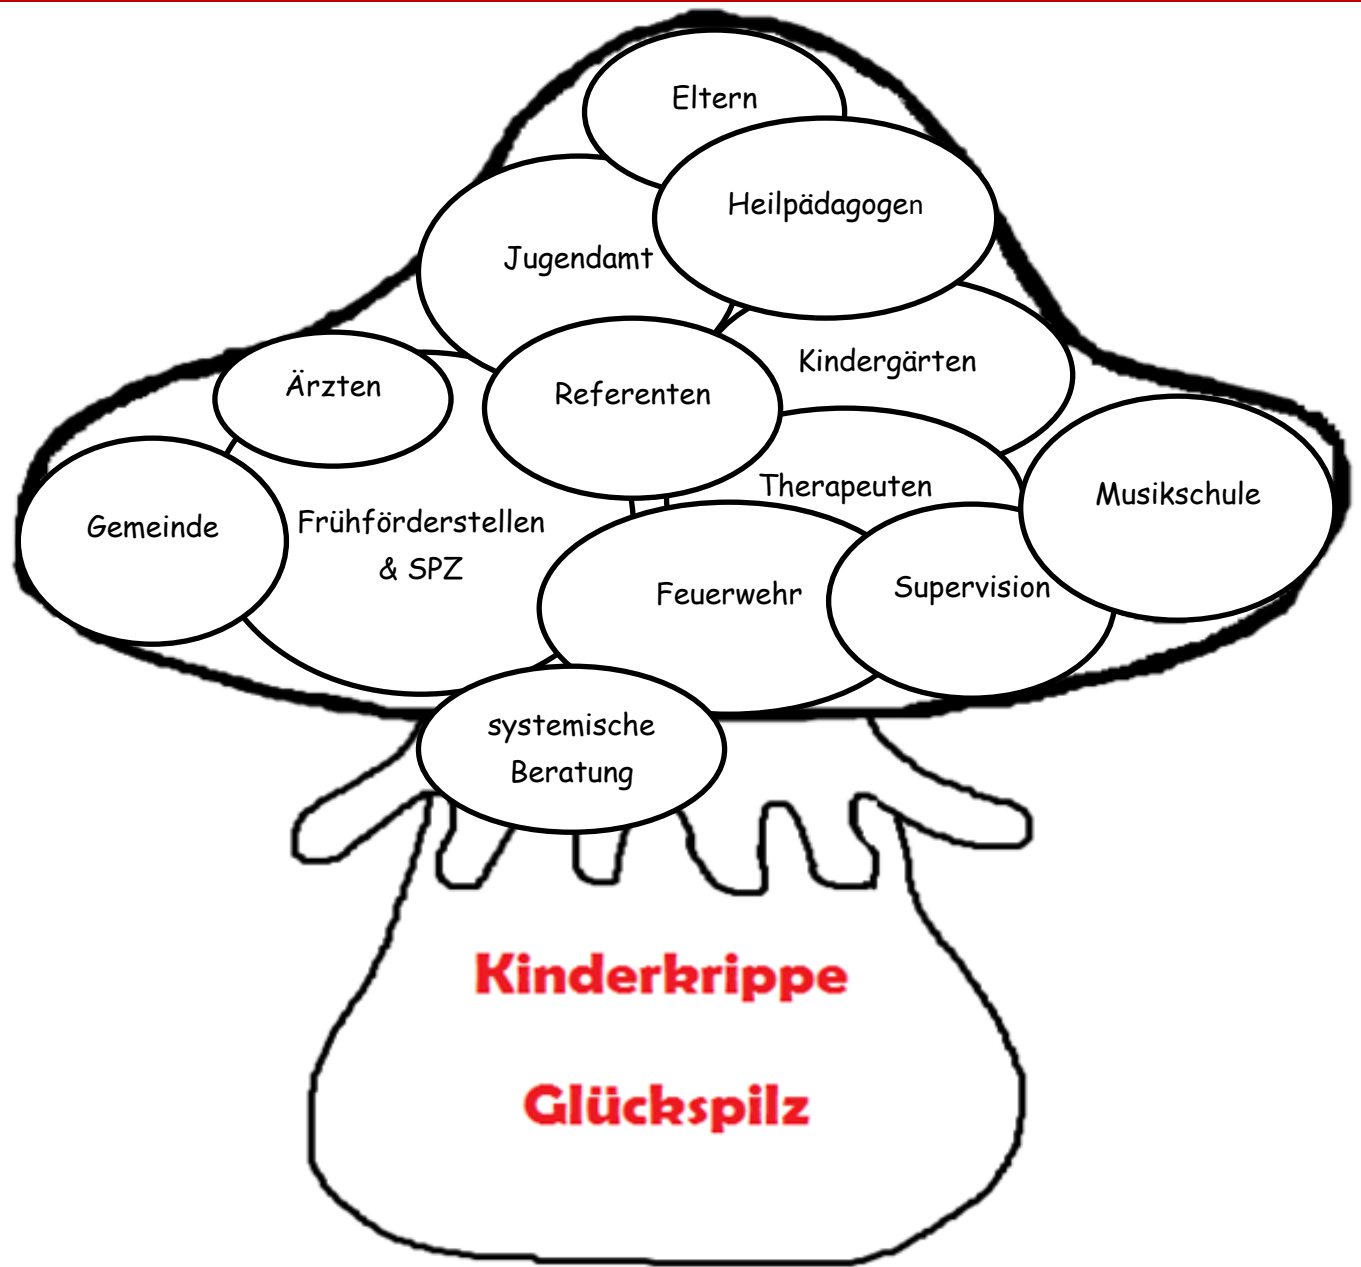 Eltern
Heilpädagogen
Jugendamt
Kindergärten
Ärzten
Referenten
Therapeuten
Musikschule
Gemeinde
Frühförderstellen
& SPZ
Feuerwehr
Supervision
systemische
Beratung
Kinderkrippe
Glückspilz